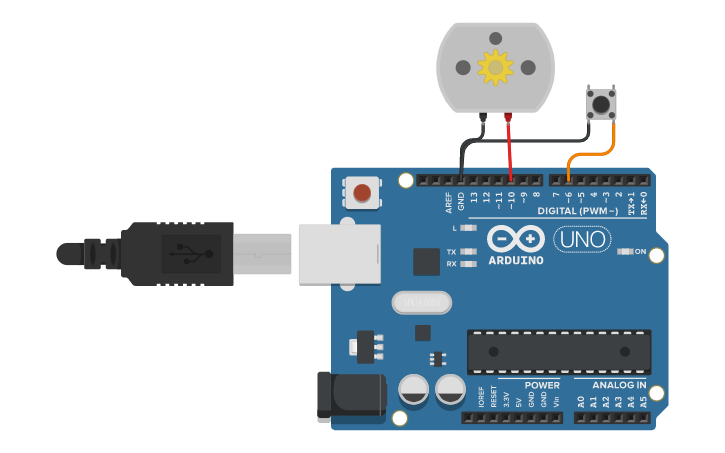 AREF
GND
13
12
~11
~10
~9
8
7
~6
~5
4
~3
2
TX→1
RX←0
DIGITAL (PWM~)
L
TX
RX
ARDUINO
UNO
ON
POWER
ANALOG IN
IOREF
RESET
3.3V
5V
GND
GND
Vin
A0
A1
A2
A3
A4
A5